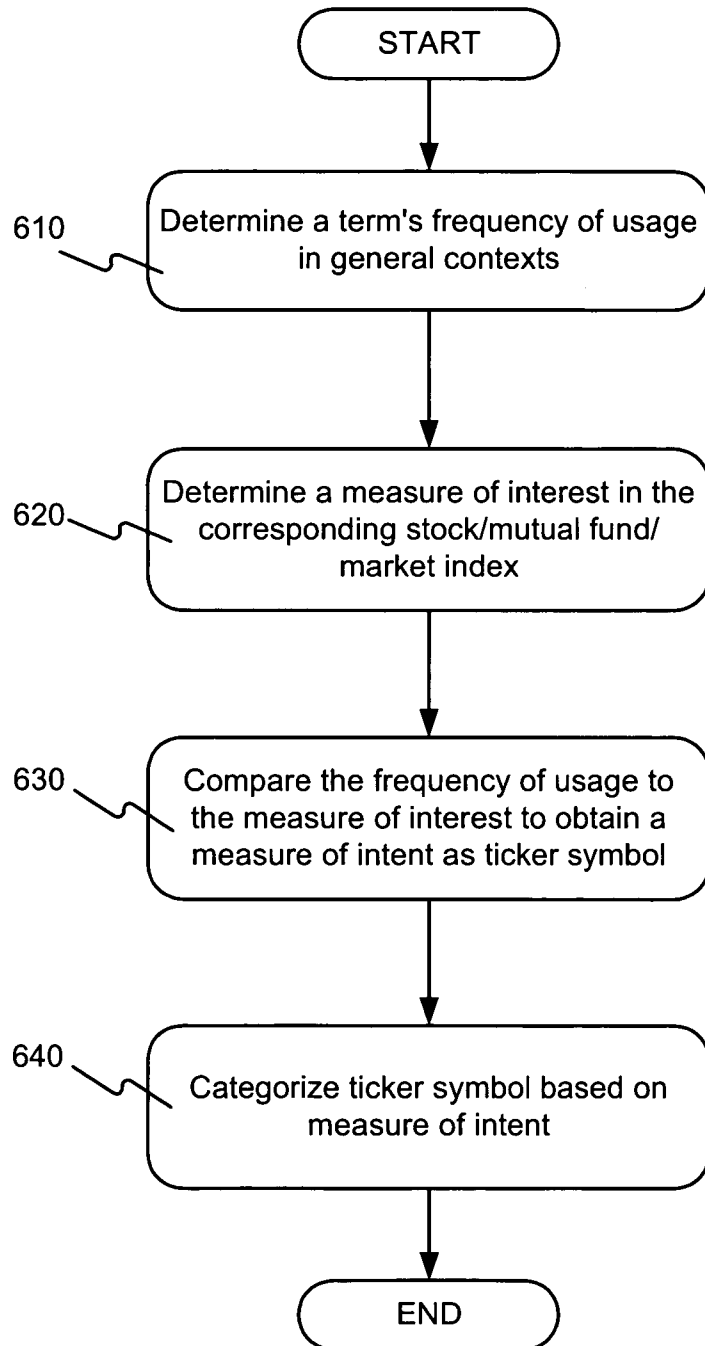 START
610
Determine a term's frequency of usage
in general contexts
620
Determine a measure of interest in the
corresponding stock/mutual fund/
market index
630
Compare the frequency of usage to
the measure of interest to obtain a
measure of intent as ticker symbol
640
Categorize ticker symbol based on
measure of intent
END